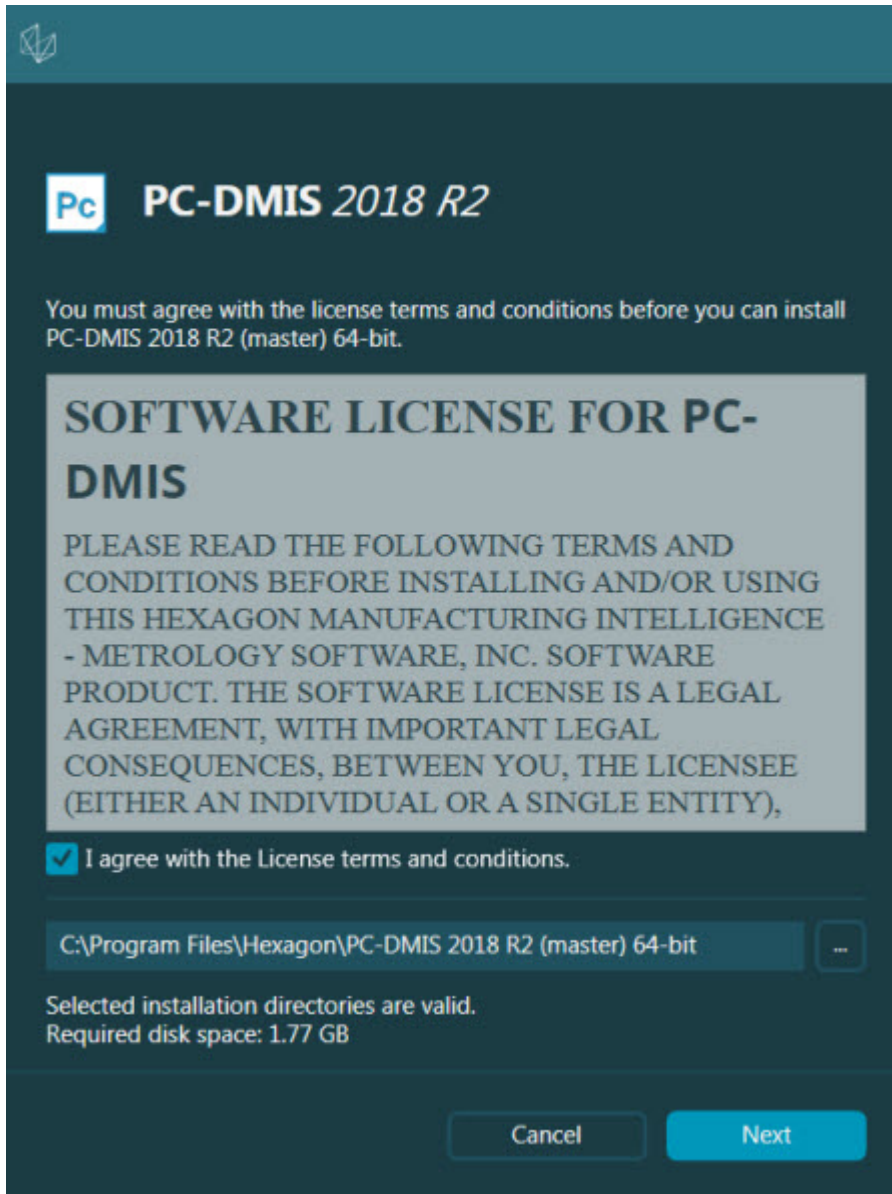 Pc PC-DMIS 2018 R2
You must agree with the license terms and conditions before you can install
PC-DMIS 2018 R2 (master) 64-bit.
SOFTWARE LICENSE FOR PC-
DMIS
PLEASE READ THE FOLLOWING TERMS AND
CONDITIONS BEFORE INSTALLING AND/OR USING
THIS HEXAGON MANUFACTURING INTELLIGENCE
- METROLOGY SOFTWARE, INC. SOFTWARE
PRODUCT. THE SOFTWARE LICENSE IS A LEGAL
AGREEMENT, WITH IMPORTANT LEGAL
CONSEQUENCES, BETWEEN YOU, THE LICENSEE
(EITHER AN INDIVIDUAL OR A SINGLE ENTITY),
I agree with the License terms and conditions.
C:\Program Files\Hexagon\PC-DMIS 2018 R2 (master) 64-bit ...
Selected installation directories are valid.
Required disk space: 1.77 GB
Cancel Next